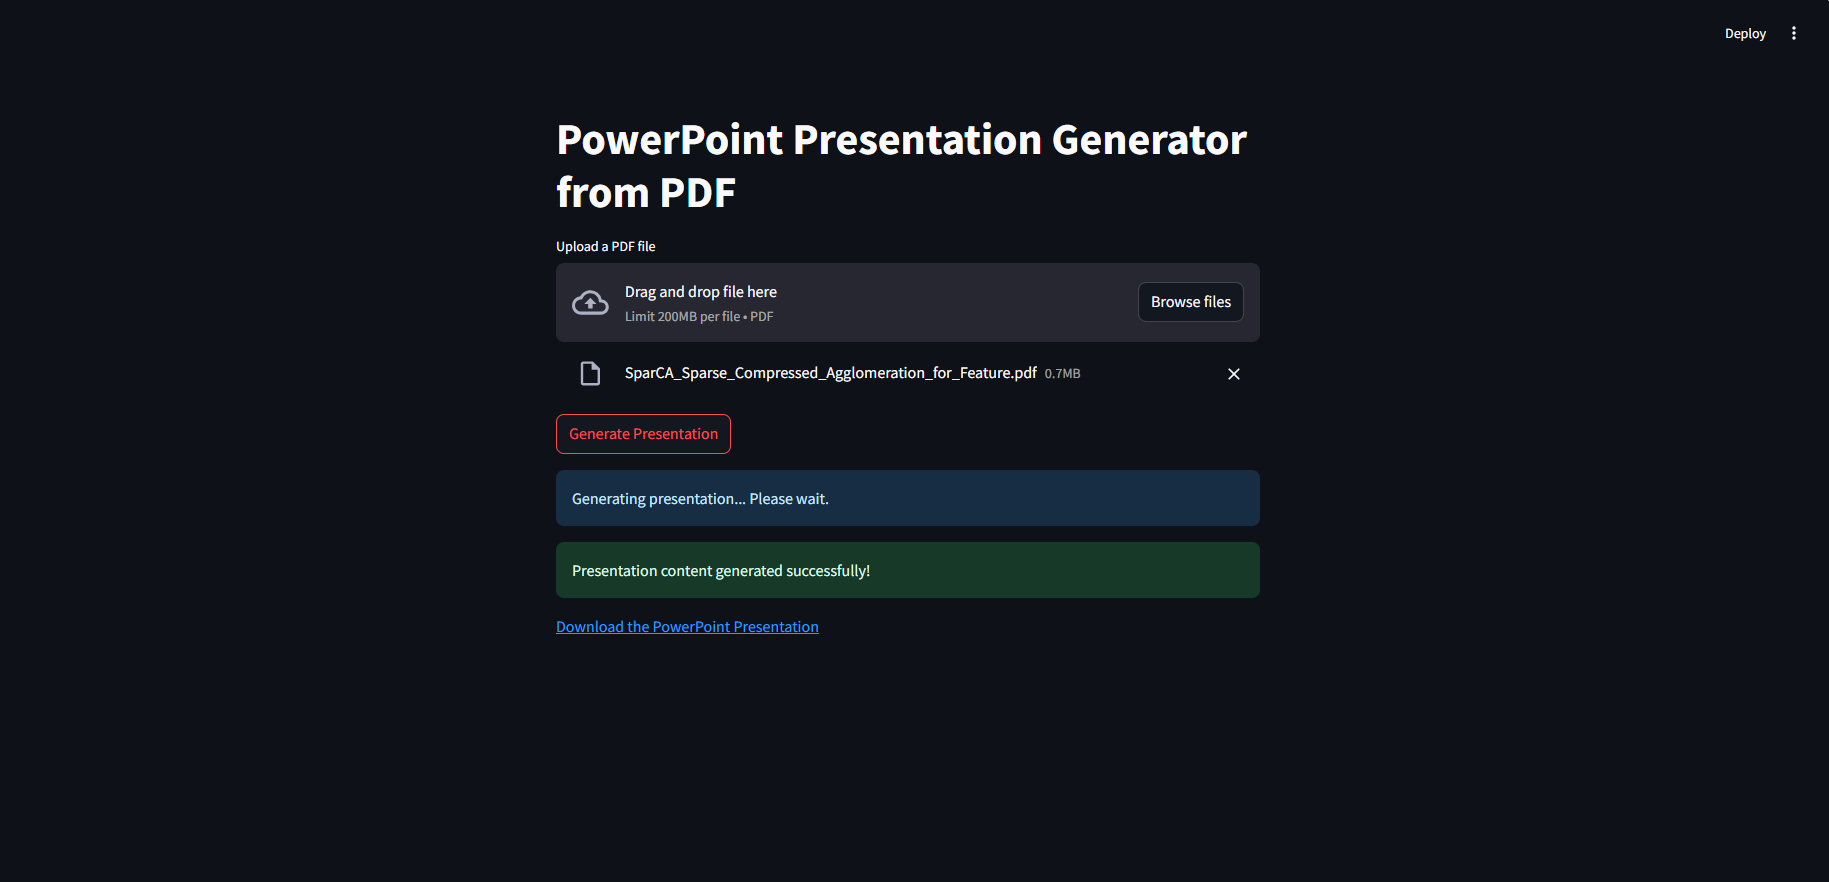 Deploy
PowerPoint Presentation Generator
from PDF
Upload a PDF file
Drag and drop file here
Limit 200MB per file • PDF
Browse files
SparCA_Sparse_Compressed_Agglomeration_for_Feature.pdf 0.7MB
Generate Presentation
Generating presentation... Please wait.
Presentation content generated successfully!
Download the PowerPoint Presentation